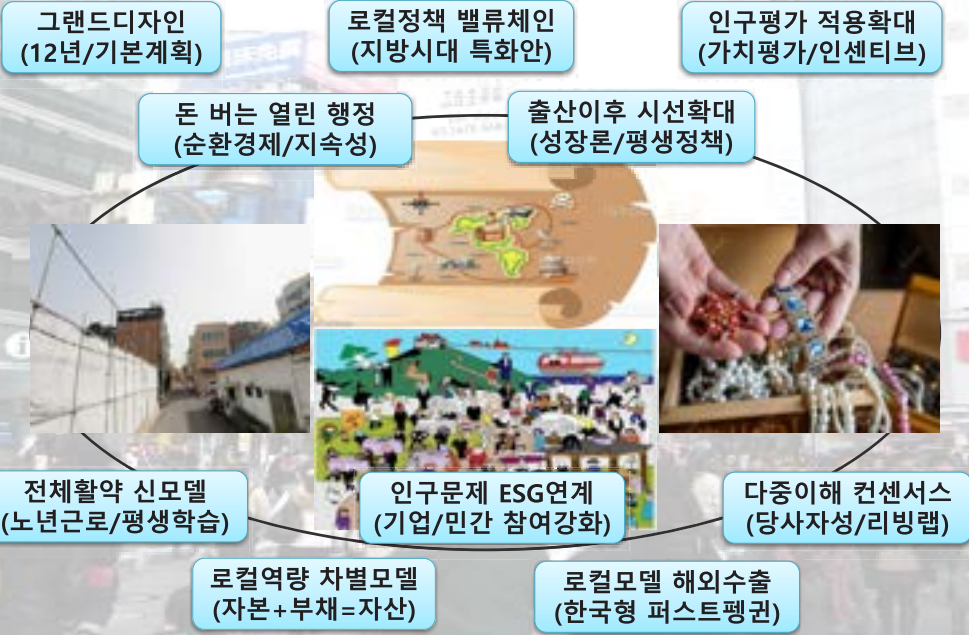 그랜드디자인
(12년/기본계획)
로컬정책 밸류체인
(지방시대 특화안)
인구평가 적용확대
(가치평가/인센티브)
돈 버는 열린 행정
(순환경제/지속성)
출산이후 시선확대
(성장론/평생정책)
전체활약 신모델
(노년근로/평생학습)
인구문제 ESG연계
(기업/민간 참여강화)
다중이해 컨센서스
(당사자성/리빙랩)
로컬역량 차별모델
(자본+부채=자산)
로컬모델 해외수출
(한국형 퍼스트펭귄)